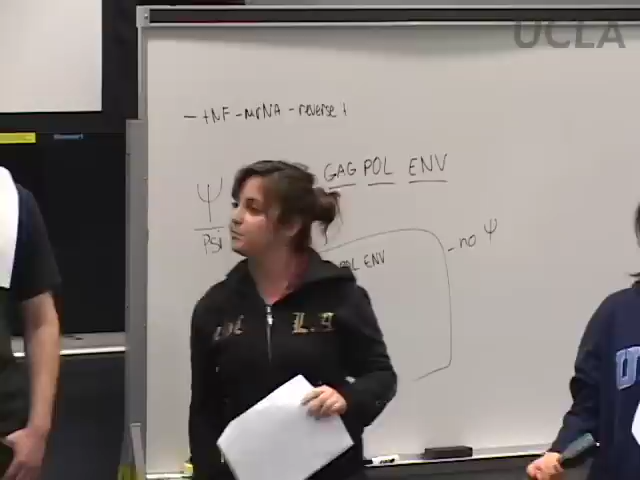 UCLA
- tNF - mRNA - reverse t
GAG POL ENV
Ψ
PSI
POL ENV
- no Ψ
L.A
U